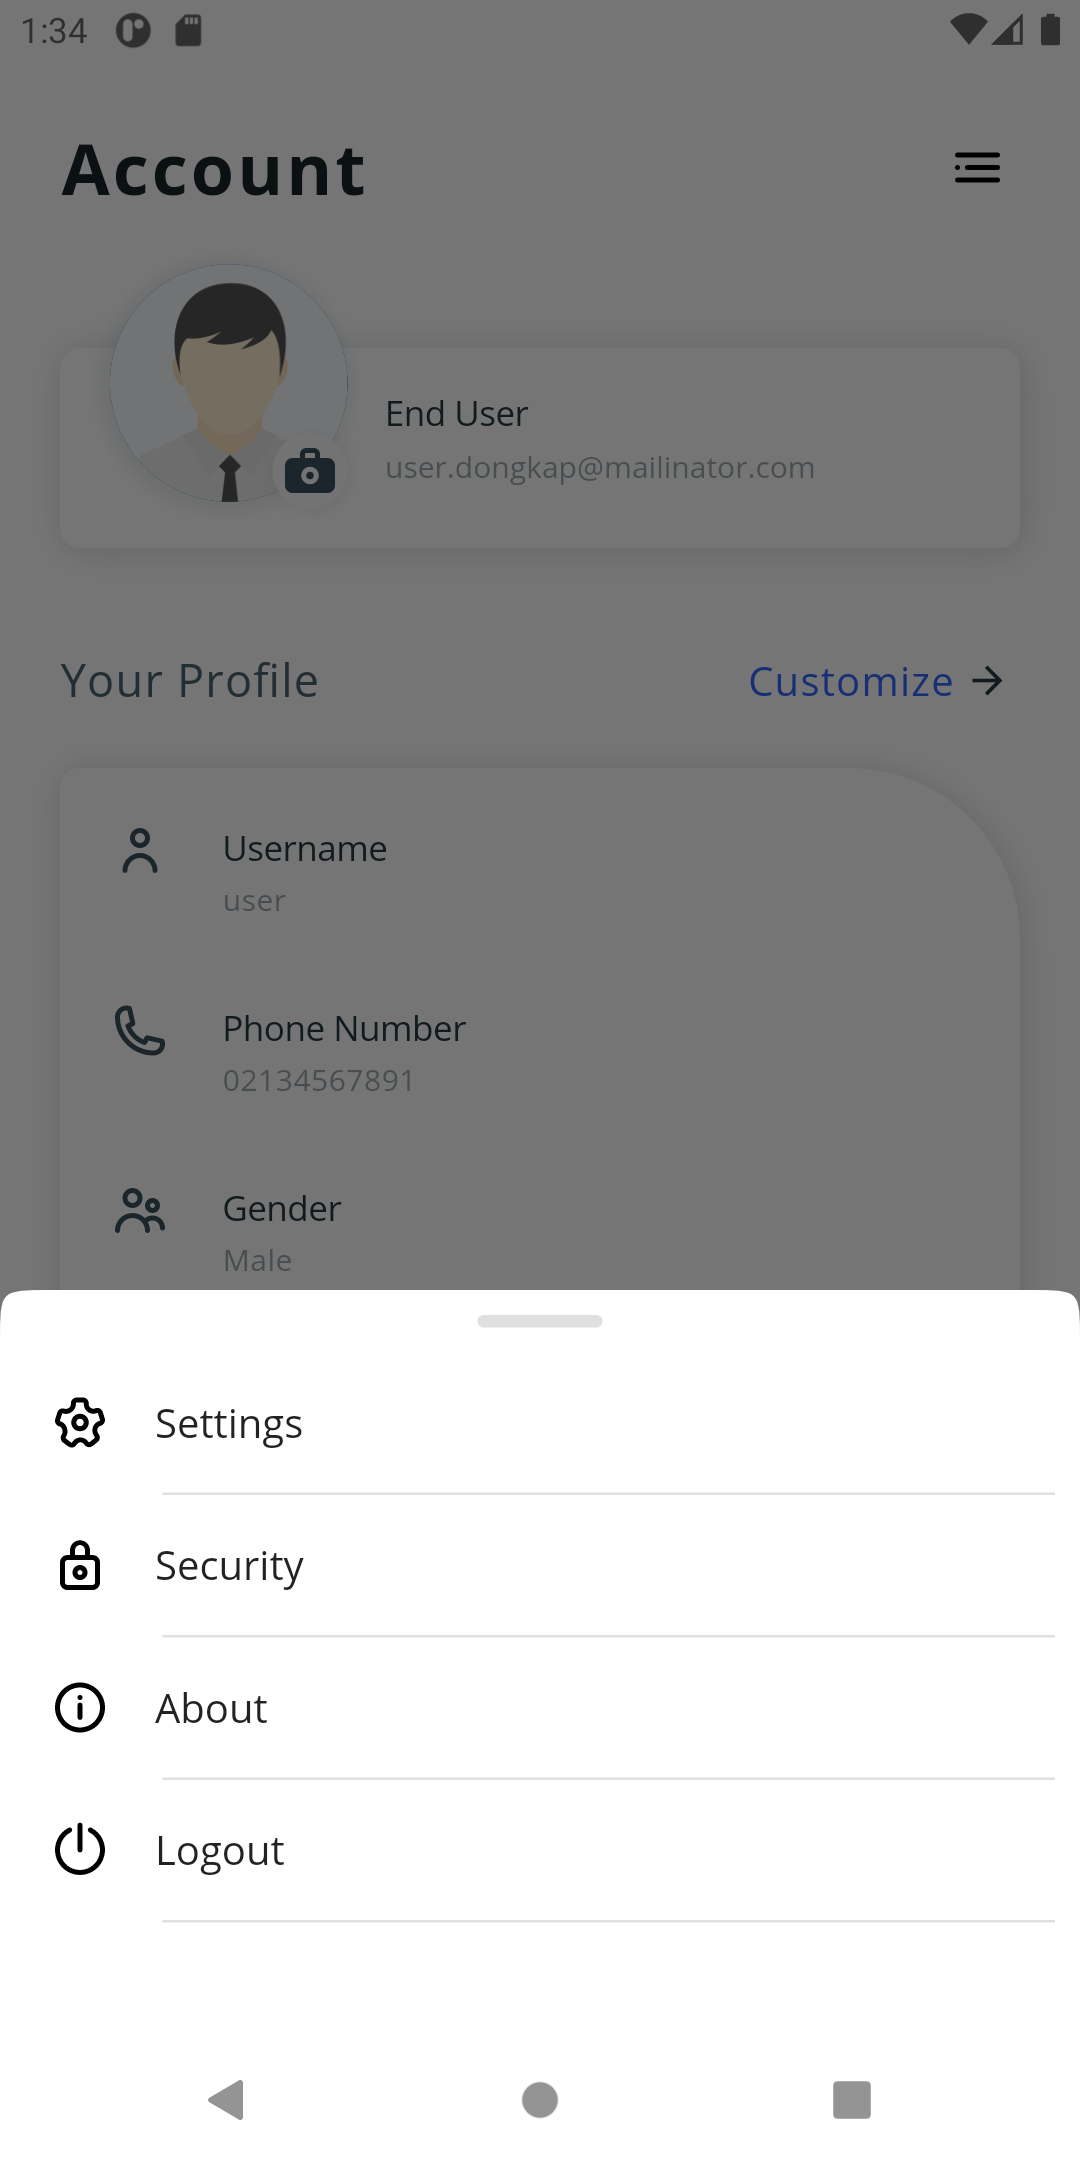 1:34
Account
End User
user.dongkap@mailinator.com
Your Profile
Customize
Username
user
Phone Number
02134567891
Gender
Male
Settings
Security
About
Logout